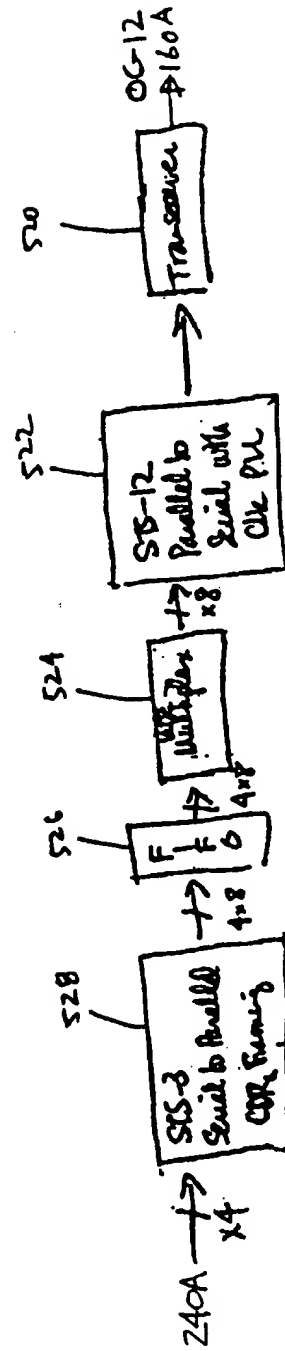 240A
x4
528
STS-3
Serial to Parallel
CDR, Framing
4x8
526
F
I
F
O
4x8
524
Multiplex
x8
522
STS-12
Parallel to
Serial with
Clk PLL
520
Transceiver
OC-12
160A